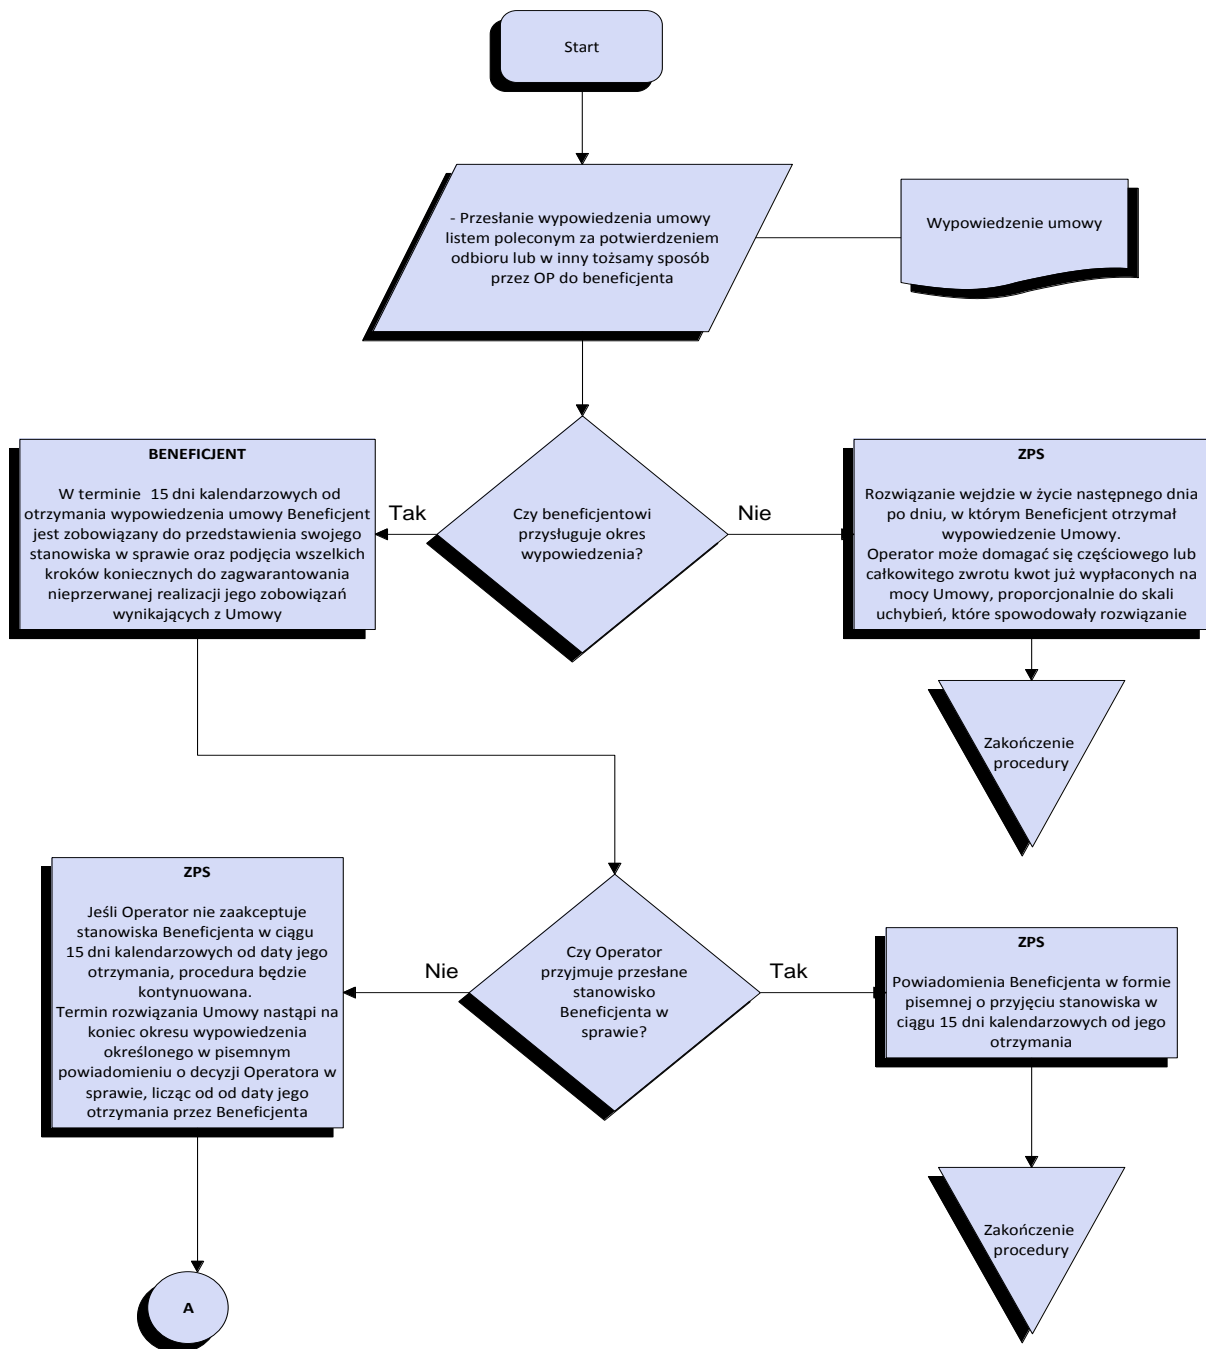 Start
- Przesłanie wypowiedzenia umowy
listem poleconym za potwierdzeniem
odbioru lub w inny tożsamy sposób
przez OP do beneficjenta
Wypowiedzenie umowy
Czy beneficjentowi
przysługuje okres
wypowiedzenia?
Tak
Nie
BENEFICJENT
W terminie  15 dni kalendarzowych od
otrzymania wypowiedzenia umowy Beneficjent
jest zobowiązany do przedstawienia swojego
stanowiska w sprawie oraz podjęcia wszelkich
kroków koniecznych do zagwarantowania
nieprzerwanej realizacji jego zobowiązań
wynikających z Umowy
ZPS
Rozwiązanie wejdzie w życie następnego dnia
po dniu, w którym Beneficjent otrzymał
wypowiedzenie Umowy.
Operator może domagać się częściowego lub
całkowitego zwrotu kwot już wypłaconych na
mocy Umowy, proporcjonalnie do skali
uchybień, które spowodowały rozwiązanie
Zakończenie
procedury
Czy Operator
przyjmuje przesłane
stanowisko
Beneficjenta w
sprawie?
Nie
Tak
ZPS
Jeśli Operator nie zaakceptuje
stanowiska Beneficjenta w ciągu
15 dni kalendarzowych od daty jego
otrzymania, procedura będzie
kontynuowana.
Termin rozwiązania Umowy nastąpi na
koniec okresu wypowiedzenia
określonego w pisemnym
powiadomieniu o decyzji Operatora w
sprawie, licząc od od daty jego
otrzymania przez Beneficjenta
ZPS
Powiadomienia Beneficjenta w formie
pisemnej o przyjęciu stanowiska w
ciągu 15 dni kalendarzowych od jego
otrzymania
Zakończenie
procedury
A